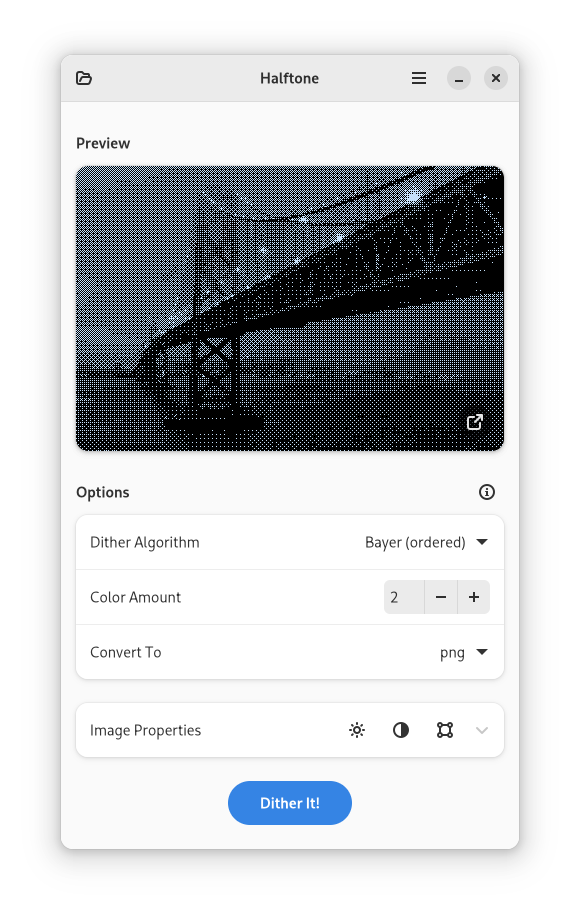 Halftone
Preview
Options
Dither Algorithm Bayer (ordered)
Color Amount 2 − +
Convert To png
Image Properties
Dither It!